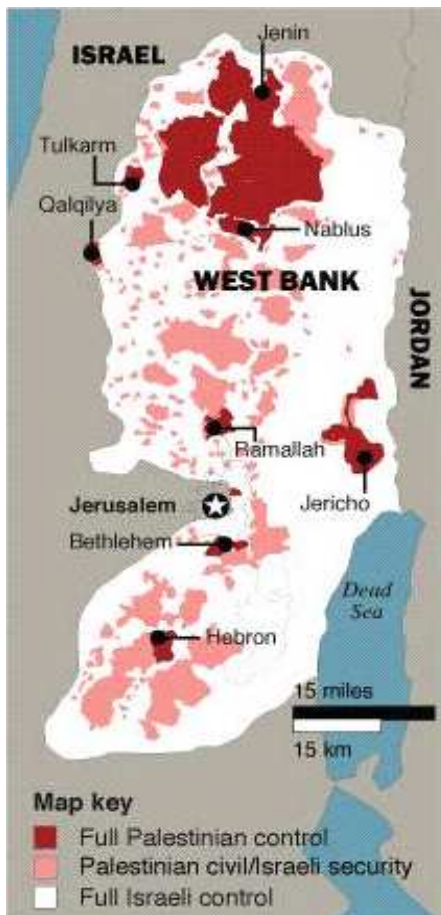 Jenin
ISRAEL
Tulkarm
Qalqilya
Nablus
WEST BANK
JORDAN
Ramallah
Jerusalem
Jericho
Bethlehem
Dead
Sea
Hebron
15 miles
15 km
Map key
Full Palestinian control
Palestinian civil/Israeli security
Full Israeli control